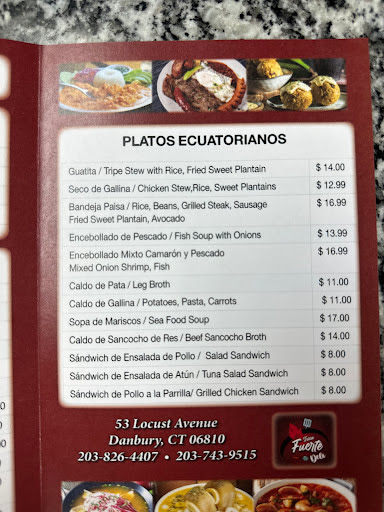 PLATOS ECUATORIANOS
Guatita / Tripe Stew with Rice, Fried Sweet Plantain $ 14.00
Seco de Gallina / Chicken Stew,Rice, Sweet Plantains $ 12.99
Bandeja Paisa / Rice, Beans, Grilled Steak, Sausage $ 16.99
Fried Sweet Plantain, Avocado
Encebollado de Pescado / Fish Soup with Onions $ 13.99
Encebollado Mixto Camarón y Pescado $ 16.99
Mixed Onion Shrimp, Fish
Caldo de Pata / Leg Broth $ 11.00
Caldo de Gallina / Potatoes, Pasta, Carrots $ 11.00
Sopa de Mariscos / Sea Food Soup $ 17.00
Caldo de Sancocho de Res / Beef Sancocho Broth $ 14.00
Sándwich de Ensalada de Pollo / Salad Sandwich $ 8.00
Sándwich de Ensalada de Atún / Tuna Salad Sandwich $ 8.00
Sándwich de Pollo a la Parrilla/ Grilled Chicken Sandwich $ 8.00
53 Locust Avenue
Danbury, CT 06810
203-826-4407 • 203-743-9515
Fuerte
Deli